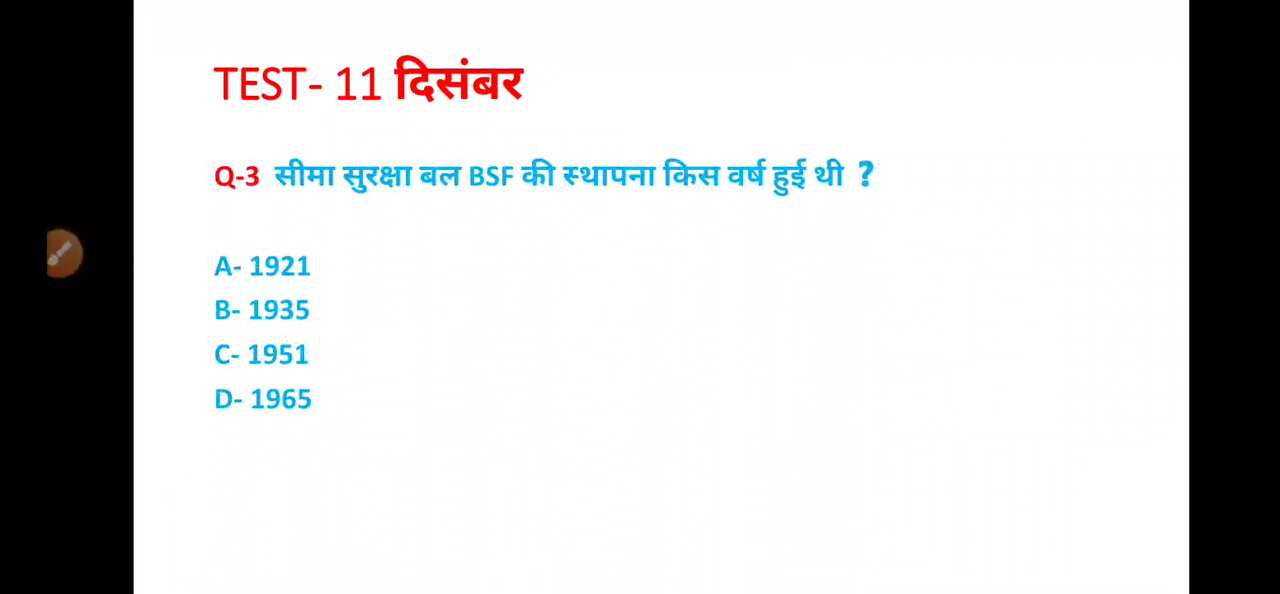 TEST- 11 दिसंबर
Q-3 सीमा सुरक्षा बल BSF की स्थापना किस वर्ष हुई थी ?
A- 1921
B- 1935
C- 1951
D- 1965